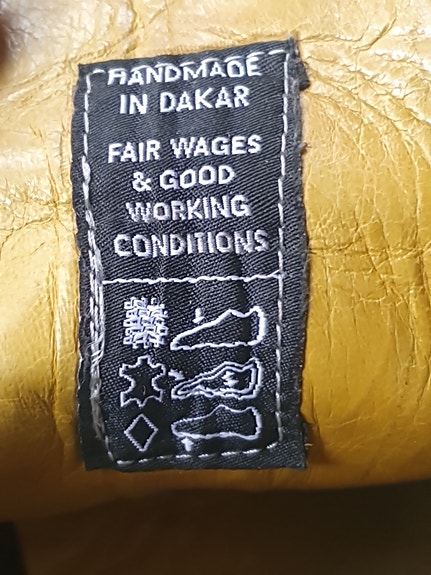 HANDMADE
IN DAKAR
FAIR WAGES
& GOOD
WORKING
CONDITIONS